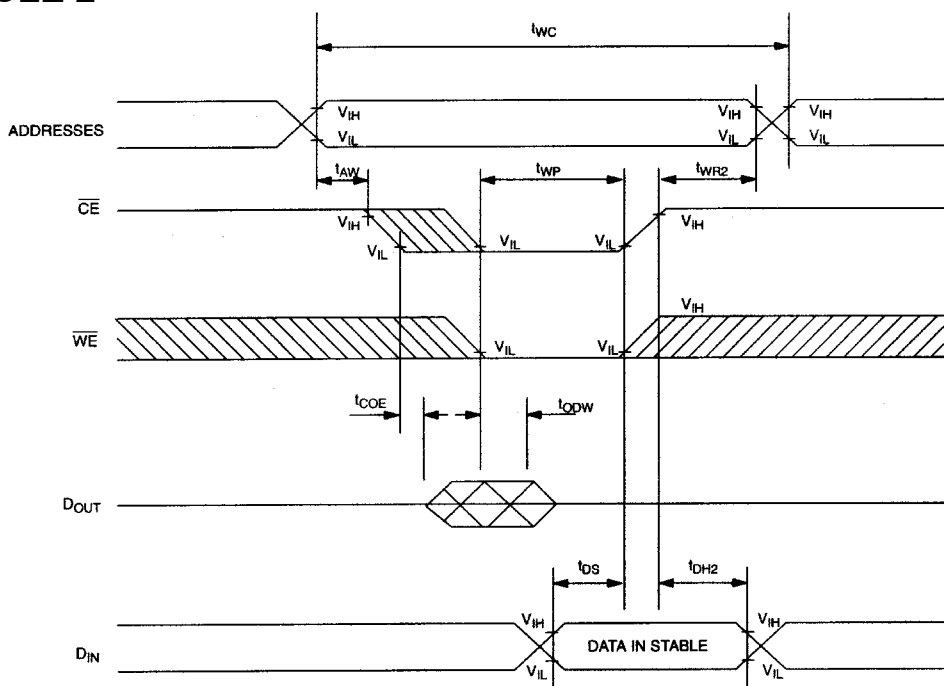 tWC
ADDRESSES
VIH
VIL
VIH
VIL
VIH
VIL
tAW
tWP
tWR2
CE
VIH
VIL
VIL
VIL
VIH
WE
VIL
VIL
VIH
tCOE
tODW
DOUT
tDS
tDH2
DIN
VIH
VIL
DATA IN STABLE
VIH
VIL